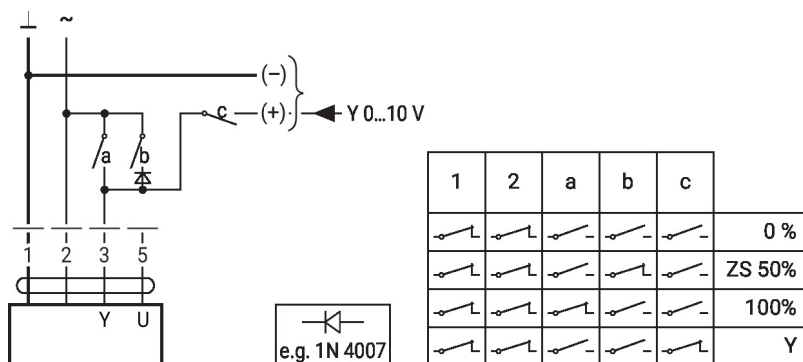 ⊥ ~
(–)
c (+) Y 0...10 V
a b
1 2 3 5
Y U
e.g. 1N 4007
1 2 a b c
0 %
ZS 50%
100%
Y